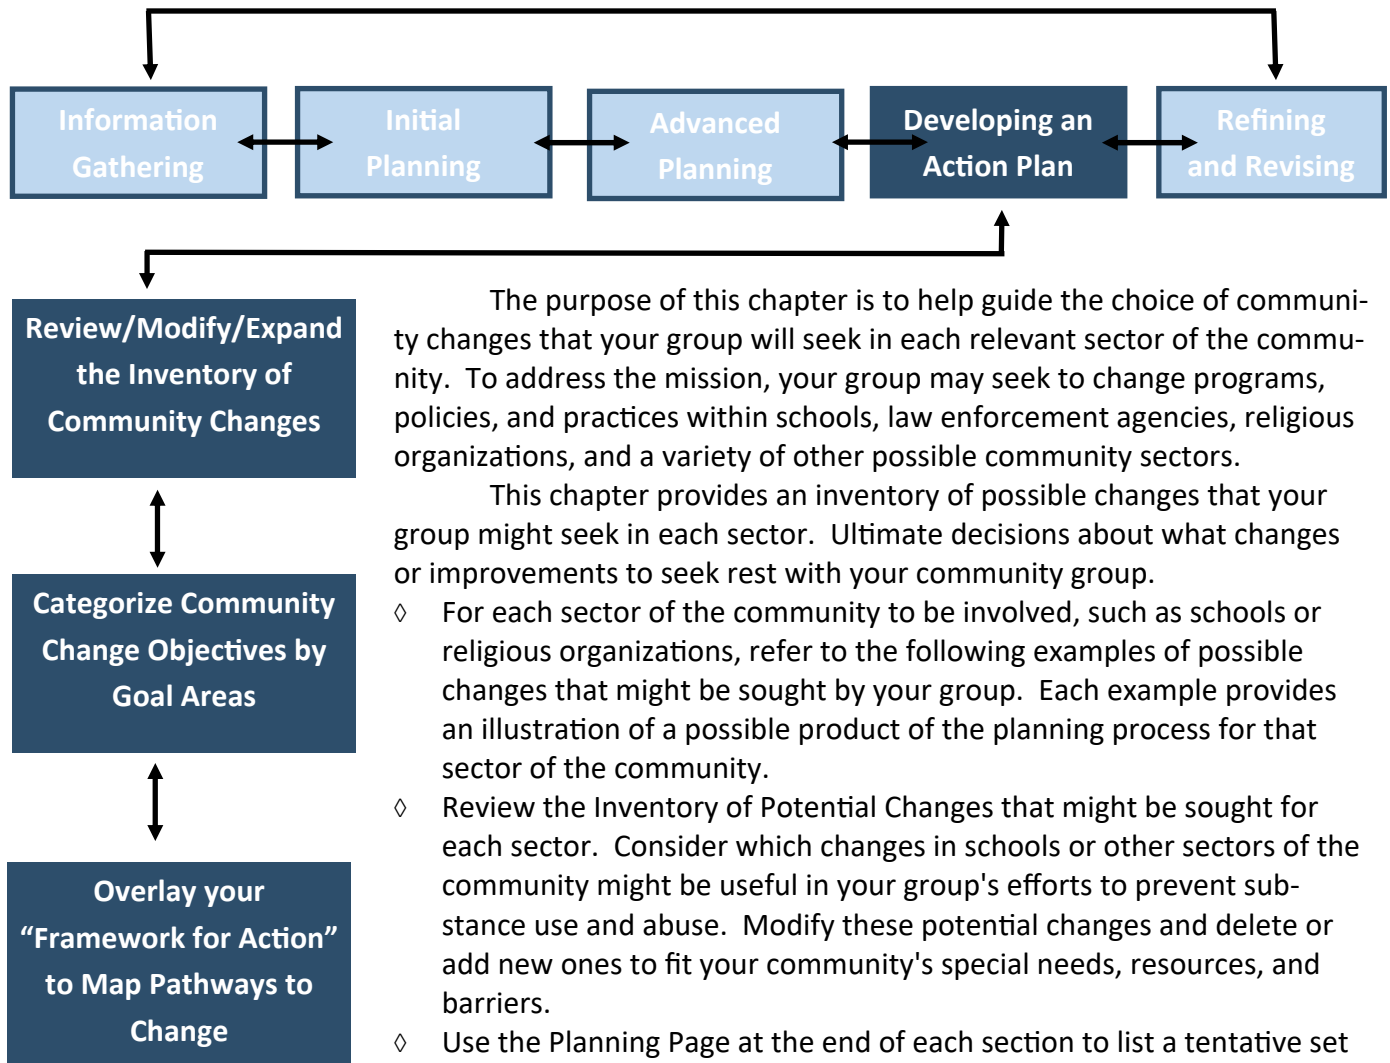 Information
Gathering
Initial
Planning
Advanced
Planning
Developing an
Action Plan
Refining
and Revising
Review/Modify/Expand
the Inventory of
Community Changes
Categorize Community
Change Objectives by
Goal Areas
Overlay your
“Framework for Action”
to Map Pathways to
Change
The purpose of this chapter is to help guide the choice of communi-
ty changes that your group will seek in each relevant sector of the commu-
nity.  To address the mission, your group may seek to change programs,
policies, and practices within schools, law enforcement agencies, religious
organizations, and a variety of other possible community sectors.
This chapter provides an inventory of possible changes that your
group might seek in each sector.  Ultimate decisions about what changes
or improvements to seek rest with your community group.
◊ For each sector of the community to be involved, such as schools or
religious organizations, refer to the following examples of possible
changes that might be sought by your group.  Each example provides
an illustration of a possible product of the planning process for that
sector of the community.
◊ Review the Inventory of Potential Changes that might be sought for
each sector.  Consider which changes in schools or other sectors of the
community might be useful in your group's efforts to prevent sub-
stance use and abuse.  Modify these potential changes and delete or
add new ones to fit your community's special needs, resources, and
barriers.
◊ Use the Planning Page at the end of each section to list a tentative set